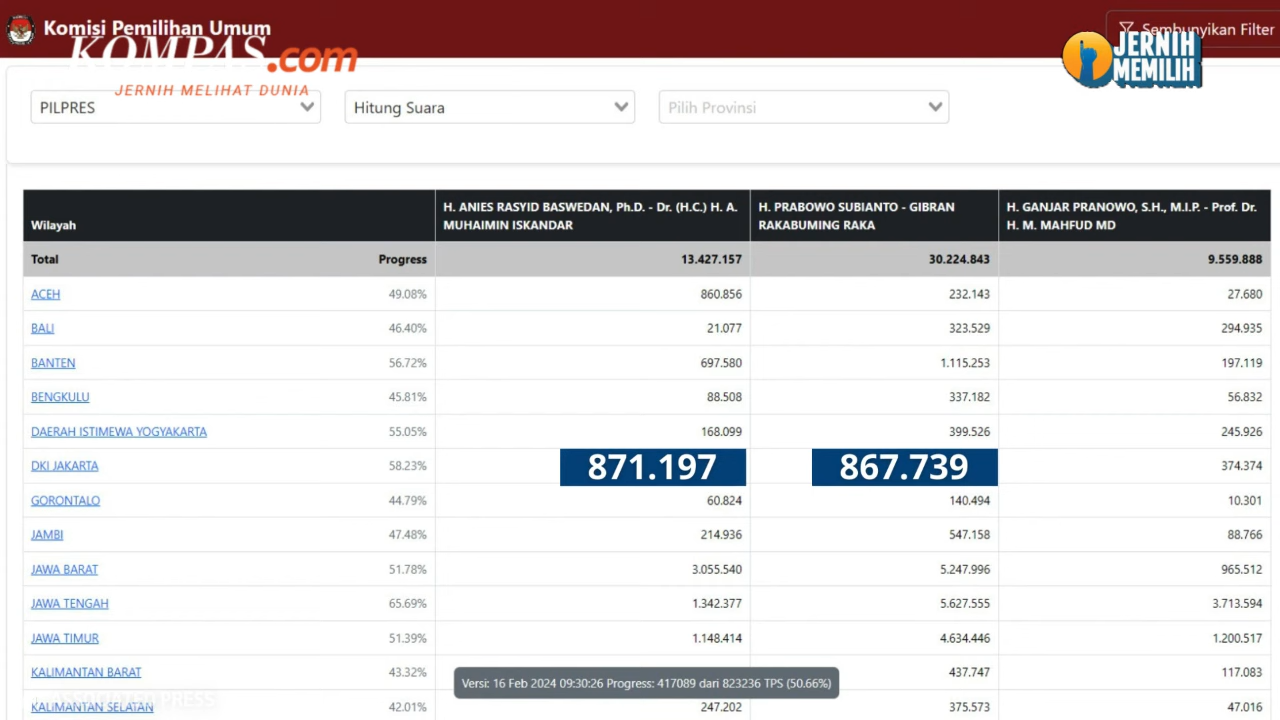 Komisi Pemilihan Umum
KOMPAS.com
JERNIH MELIHAT DUNIA
Sembunyikan Filter
JERNIH
MEMILIH
PILPRES
Hitung Suara
Pilih Provinsi
Wilayah
H. ANIES RASYID BASWEDAN, Ph.D. - Dr. (H.C.) H. A.
MUHAIMIN ISKANDAR
H. PRABOWO SUBIANTO - GIBRAN
RAKABUMING RAKA
H. GANJAR PRANOWO, S.H., M.I.P. - Prof. Dr.
H. M. MAHFUD MD
Total Progress 13.427.157 30.224.843 9.559.888
ACEH 49.08% 860.856 232.143 27.680
BALI 46.40% 21.077 323.529 294.935
BANTEN 56.72% 697.580 1.115.253 197.119
BENGKULU 45.81% 88.508 337.182 56.832
DAERAH ISTIMEWA YOGYAKARTA 55.05% 168.099 399.526 245.926
DKI JAKARTA 58.23% 871.197 867.739 374.374
GORONTALO 44.79% 60.824 140.494 10.301
JAMBI 47.48% 214.936 547.158 88.766
JAWA BARAT 51.78% 3.055.540 5.247.996 965.512
JAWA TENGAH 65.69% 1.342.377 5.627.555 3.713.594
JAWA TIMUR 51.39% 1.148.414 4.634.446 1.200.517
KALIMANTAN BARAT 43.32% 437.747 117.083
Versi: 16 Feb 2024 09:30:26 Progress: 417089 dari 823236 TPS (50.66%)
KALIMANTAN SELATAN 42.01% 247.202 375.573 47.016